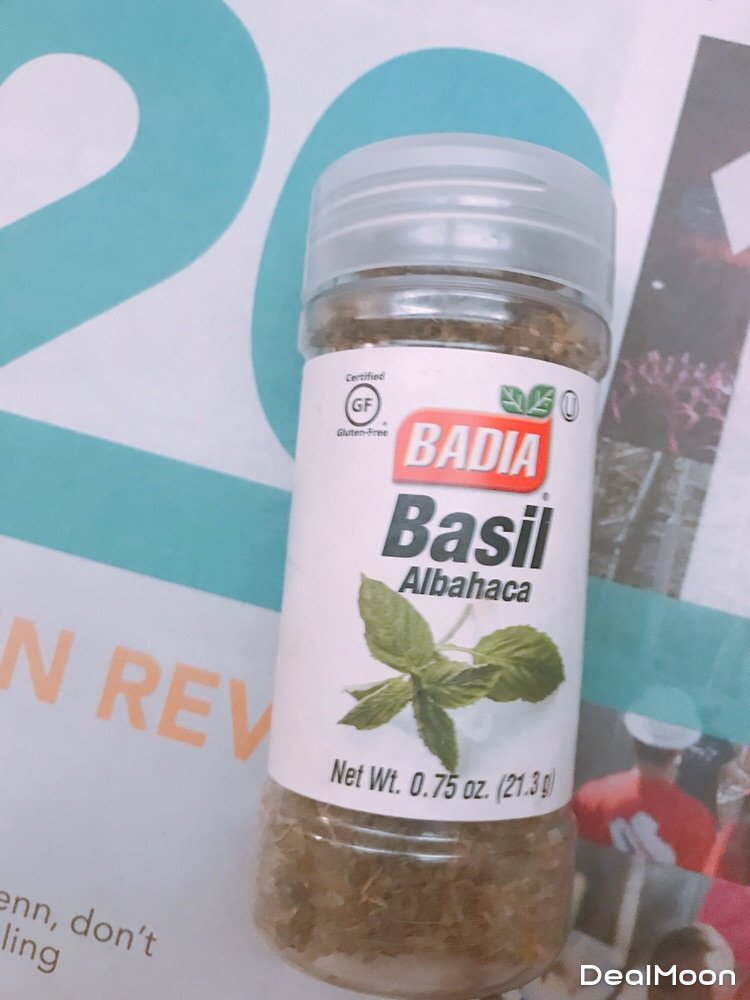 201
Certified
GF
Gluten-Free
U
BADIA
®
Basil
Albahaca
Net Wt. 0.75 oz. (21.3 g)
N REV
enn, don't
ling
DealMoon